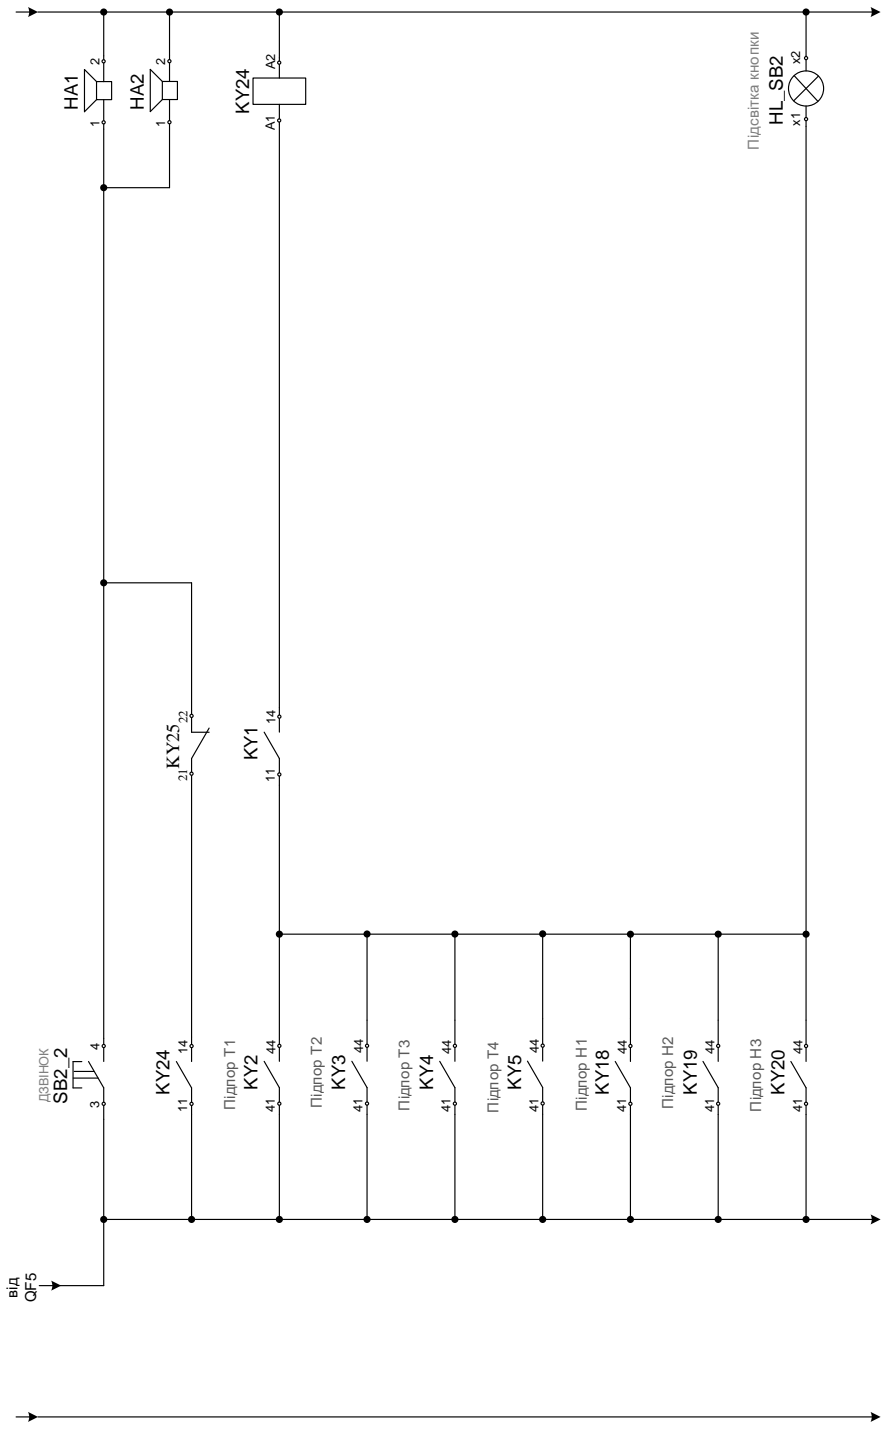 HA1
1
2
HA2
1
2
KY24
A1
A2
Підсвітка кнопки
HL_SB2
x1
x2
KY25
21
22
KY1
11
14
ДЗВІНОК
SB2_2
3
4
KY24
11
14
Підпор Т1
KY2
41
44
Підпор Т2
KY3
41
44
Підпор Т3
KY4
41
44
Підпор Т4
KY5
41
44
Підпор Н1
KY18
41
44
Підпор Н2
KY19
41
44
Підпор Н3
KY20
41
44
від
QF5